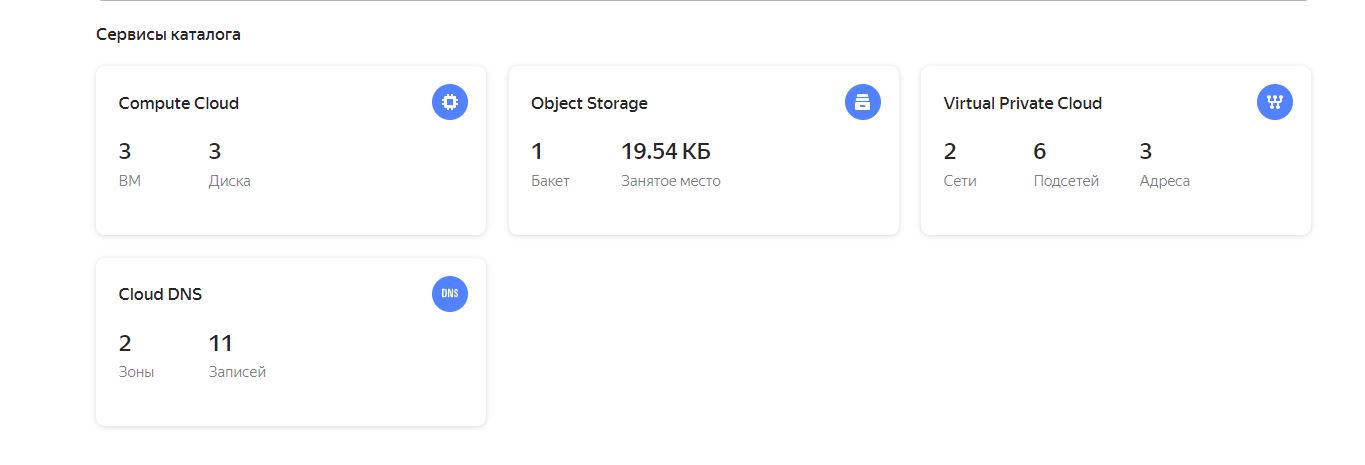 Сервисы каталога
Compute Cloud
3 3
ВМ Диска
Object Storage
1 19.54 КБ
Бакет Занятое место
Virtual Private Cloud
2 6 3
Сети Подсетей Адреса
Cloud DNS
DNS
2 11
Зоны Записей